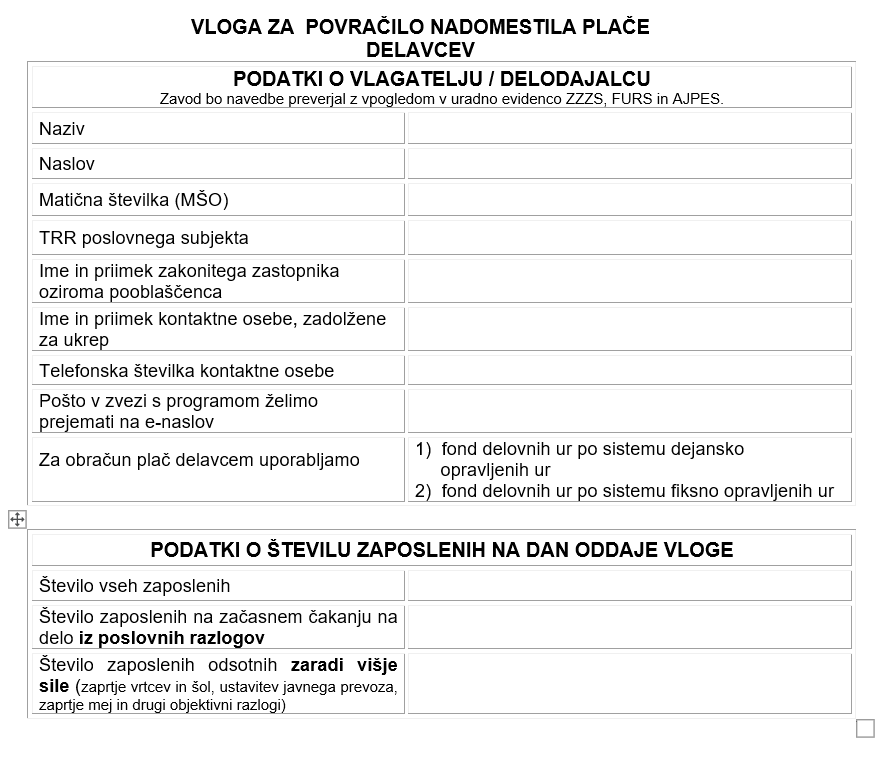 VLOGA ZA  POVRAČILO NADOMESTILA PLAČE
DELAVCEV
PODATKI O VLAGATELJU / DELODAJALCU
Zavod bo navedbe preverjal z vpogledom v uradno evidenco ZZZS, FURS in AJPES.
Naziv
Naslov
Matična številka (MŠO)
TRR poslovnega subjekta
Ime in priimek zakonitega zastopnika
oziroma pooblaščenca
Ime in priimek kontaktne osebe, zadolžene
za ukrep
Telefonska številka kontaktne osebe
Pošto v zvezi s programom želimo
prejemati na e-naslov
Za obračun plač delavcem uporabljamo
1) fond delovnih ur po sistemu dejansko
opravljenih ur
2) fond delovnih ur po sistemu fiksno opravljenih ur
PODATKI O ŠTEVILU ZAPOSLENIH NA DAN ODDAJE VLOGE
Število vseh zaposlenih
Število zaposlenih na začasnem čakanju na
delo iz poslovnih razlogov
Število zaposlenih odsotnih zaradi višje
sile (zaprtje vrtcev in šol, ustavitev javnega prevoza,
zaprtje mej in drugi objektivni razlogi)